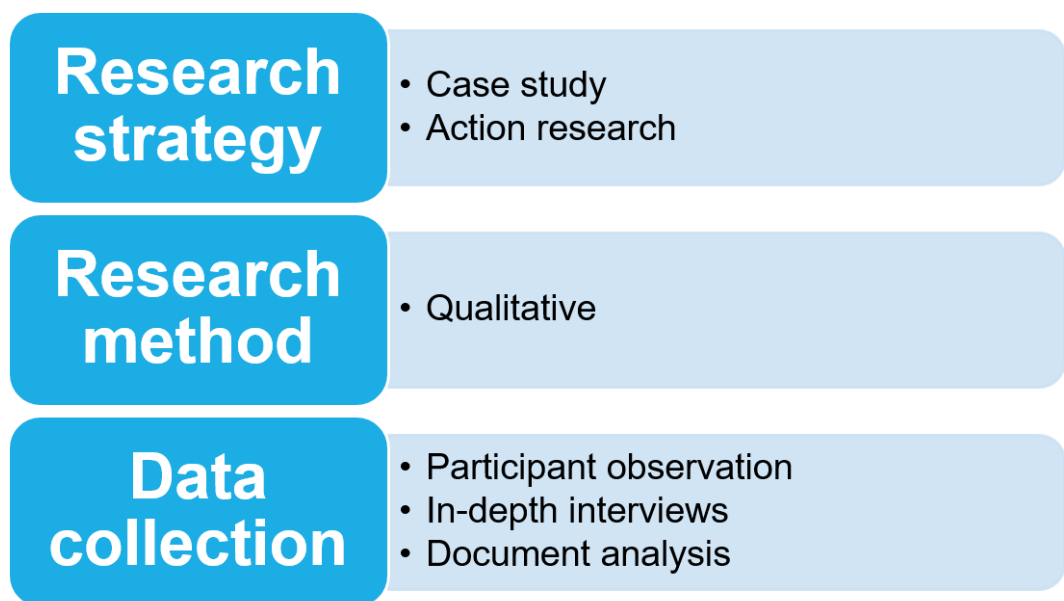 Research
strategy
• Case study
• Action research
Research
method
• Qualitative
Data
collection
• Participant observation
• In-depth interviews
• Document analysis